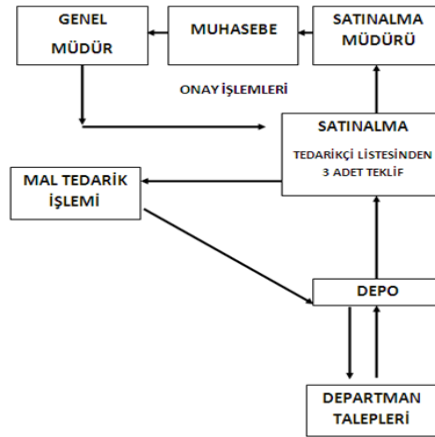 GENEL
MÜDÜR
MUHASEBE
SATINALMA
MÜDÜRÜ
ONAY İŞLEMLERİ
SATINALMA
TEDARİKÇİ LİSTESİNDEN
3 ADET TEKLİF
MAL TEDARİK
İŞLEMİ
DEPO
DEPARTMAN
TALEPLERİ